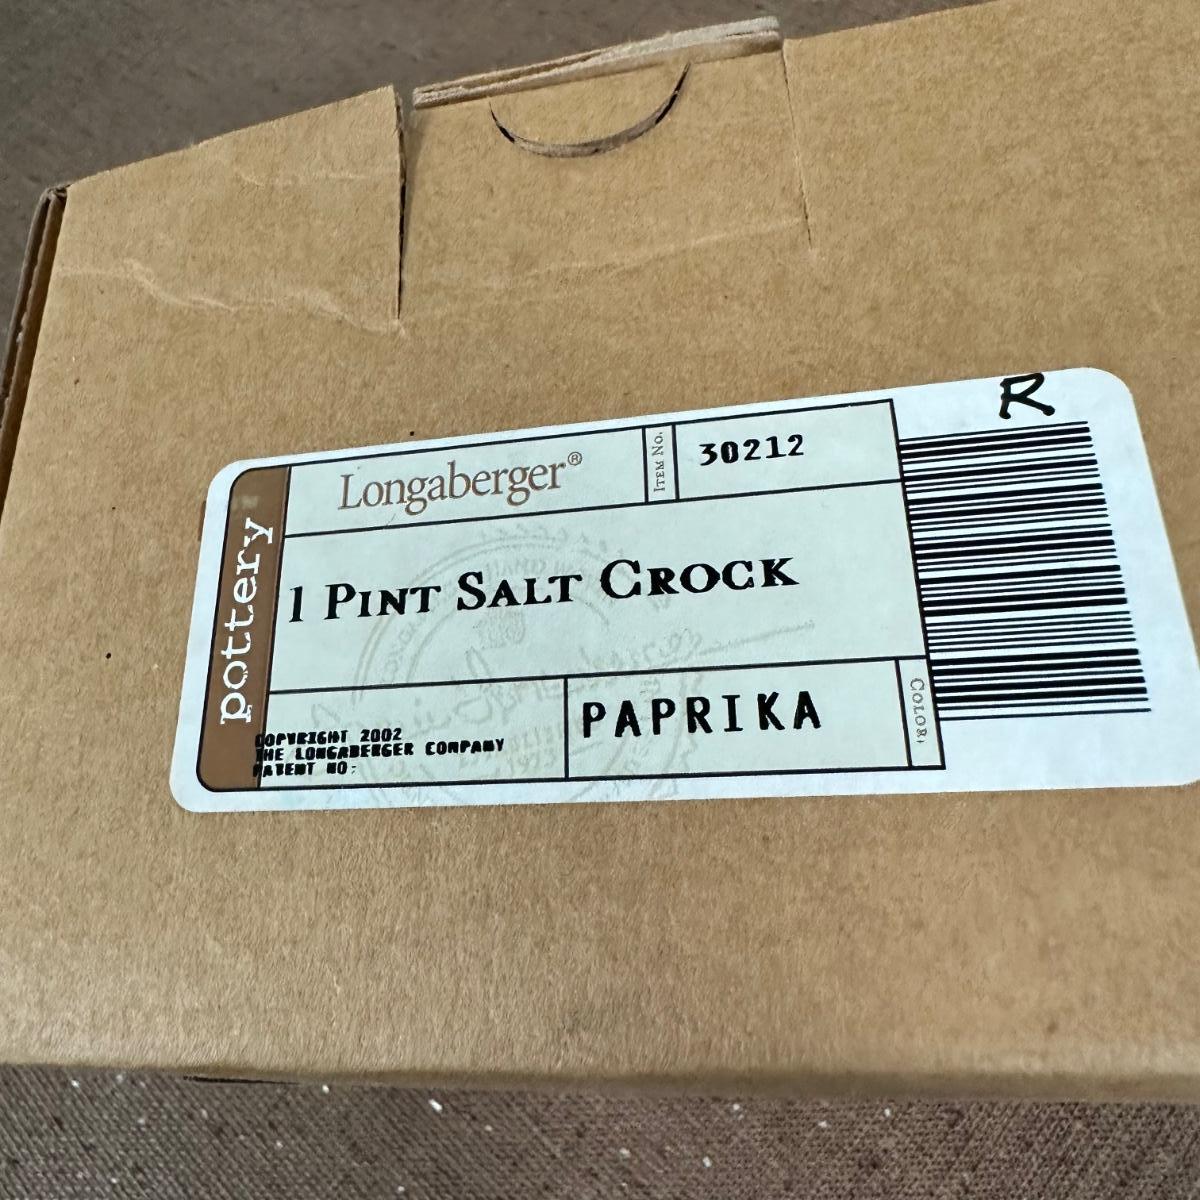 R
Longaberger®
ITEM NO.
30212
pottery
1 PINT SALT CROCK
COPYRIGHT 2002
THE LONGABERGER COMPANY
PATENT NO:
PAPRIKA
COLOR: